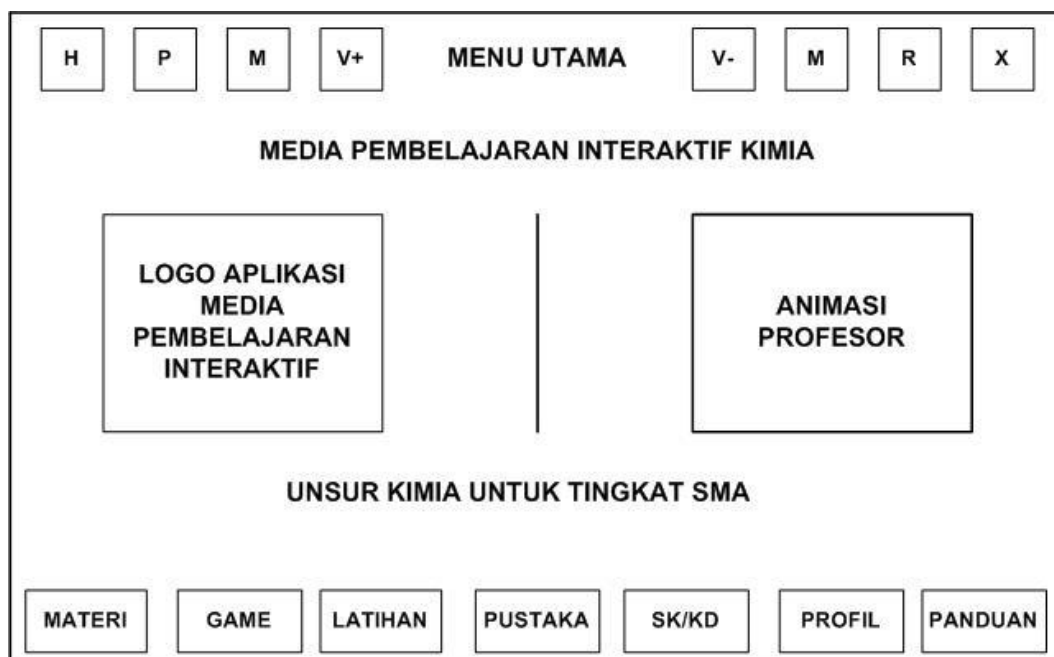 H P M V+ MENU UTAMA V- M R X
MEDIA PEMBELAJARAN INTERAKTIF KIMIA
LOGO APLIKASI
MEDIA
PEMBELAJARAN
INTERAKTIF
ANIMASI
PROFESOR
UNSUR KIMIA UNTUK TINGKAT SMA
MATERI GAME LATIHAN PUSTAKA SK/KD PROFIL PANDUAN